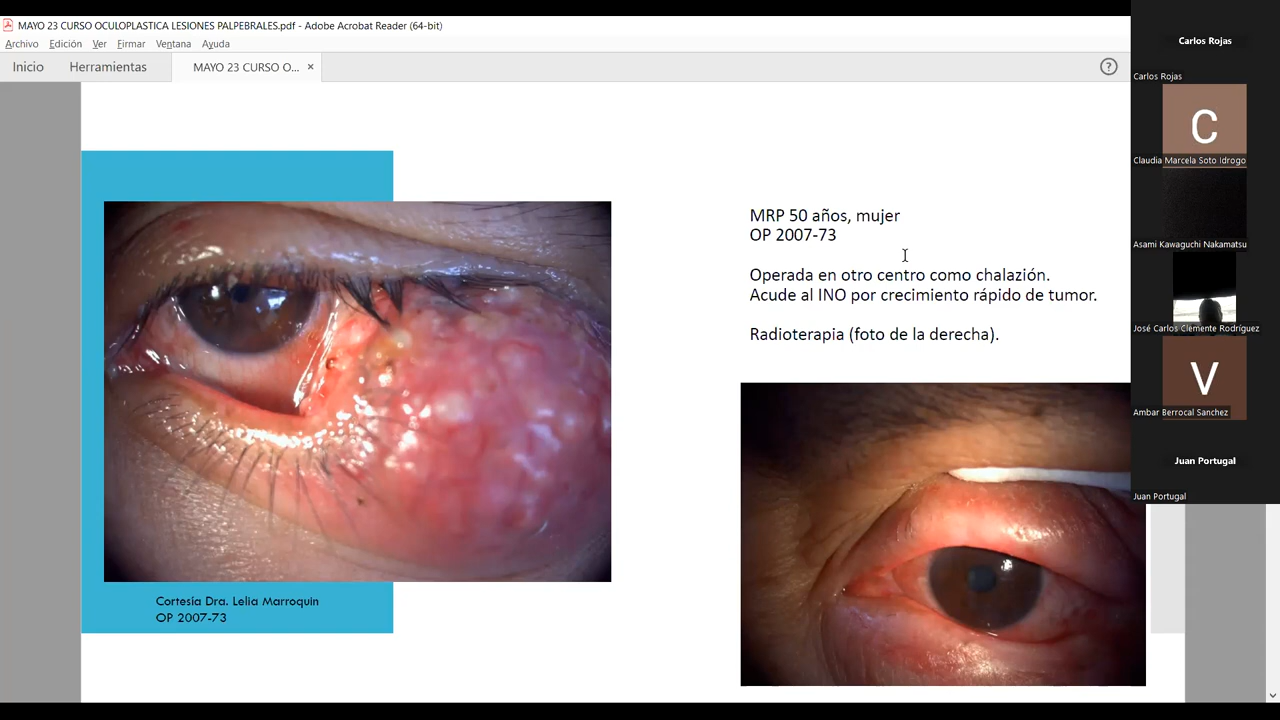 MAYO 23 CURSO OCULOPLASTICA LESIONES PALPEBRALES.pdf - Adobe Acrobat Reader (64-bit)
Archivo Edición Ver Firmar Ventana Ayuda
Inicio Herramientas MAYO 23 CURSO O... × ?
MRP 50 años, mujer
OP 2007-73
Operada en otro centro como chalazión.
Acude al INO por crecimiento rápido de tumor.
Radioterapia (foto de la derecha).
Cortesía Dra. Lelia Marroquin
OP 2007-73
Carlos Rojas
Carlos Rojas
C
Claudia Marcela Soto Idrogo
Asami Kawaguchi Nakamatsu
José Carlos Clemente Rodríguez
V
Ambar Berrocal Sanchez
Juan Portugal
Juan Portugal